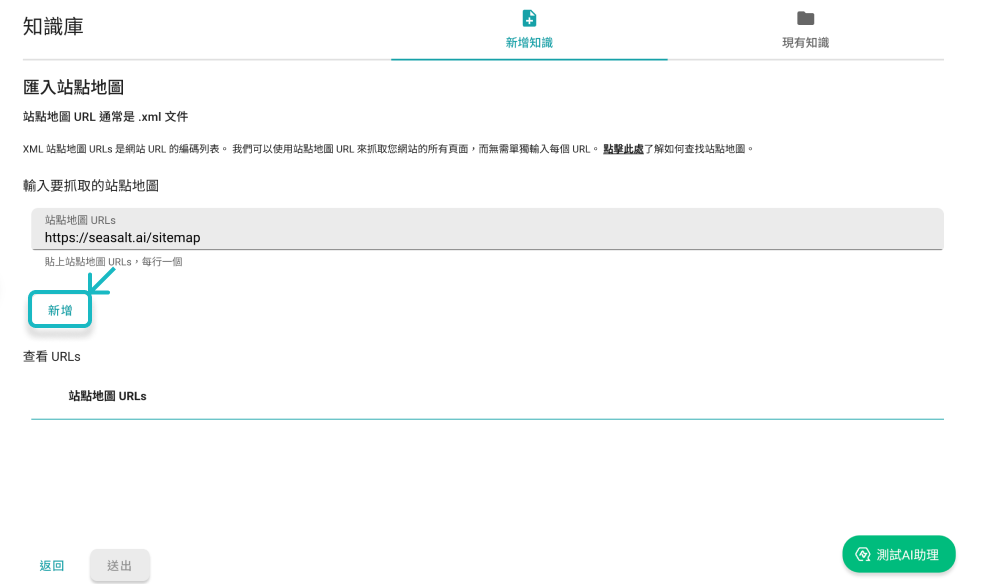 知識庫
新增知識
現有知識
匯入站點地圖
站點地圖 URL 通常是 .xml 文件
XML 站點地圖 URLs 是網站 URL 的編碼列表。 我們可以使用站點地圖 URL 來抓取您網站的所有頁面，而無需單獨輸入每個 URL。 點擊此處了解如何查找站點地圖。
輸入要抓取的站點地圖
站點地圖 URLs
https://seasalt.ai/sitemap
貼上站點地圖 URLs，每行一個
新增
查看 URLs
站點地圖 URLs
返回
送出
測試AI助理